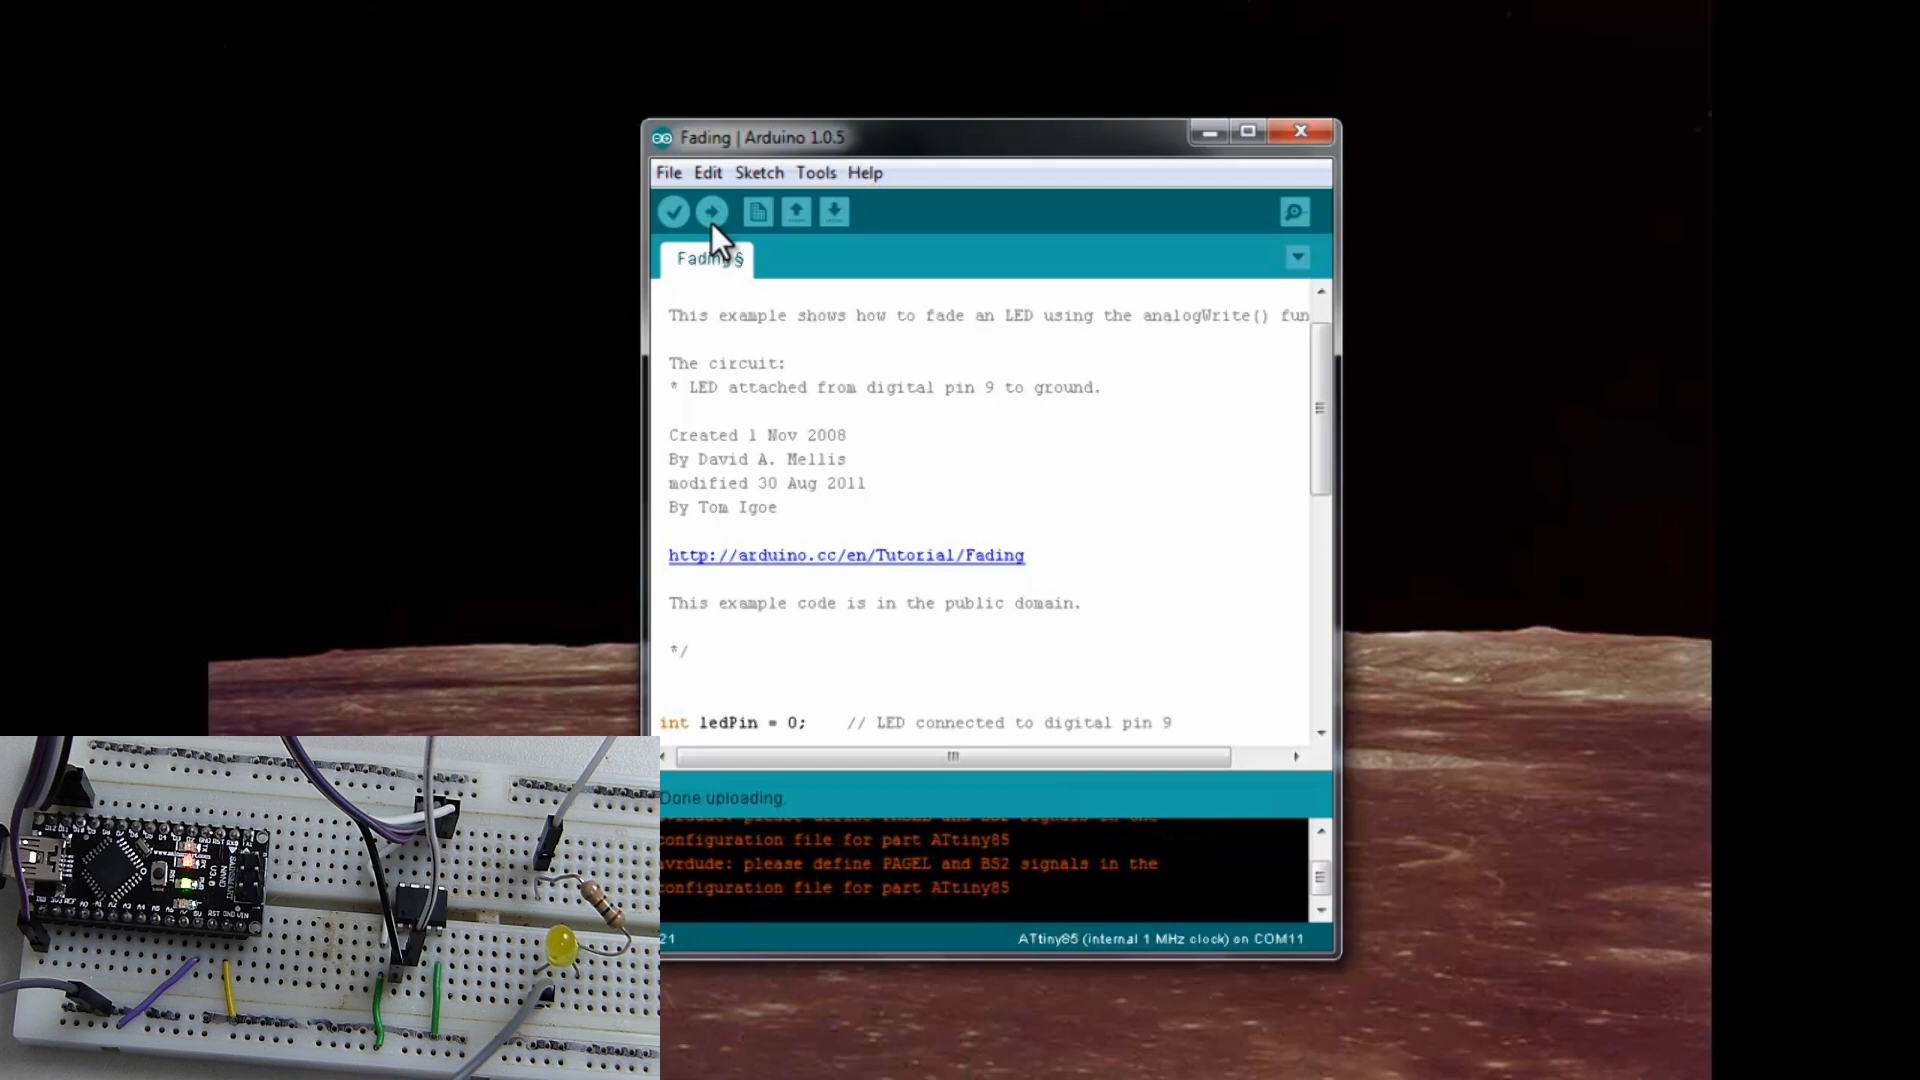 Fading | Arduino 1.0.5
File Edit Sketch Tools Help
Fading §
This example shows how to fade an LED using the analogWrite() fun
The circuit:
* LED attached from digital pin 9 to ground.
Created 1 Nov 2008
By David A. Mellis
modified 30 Aug 2011
By Tom Igoe
http://arduino.cc/en/Tutorial/Fading
This example code is in the public domain.
*/
int ledPin = 0; // LED connected to digital pin 9
Done uploading.
configuration file for part ATtiny85
avrdude: please define PAGEL and BS2 signals in the
configuration file for part ATtiny85
21
ATtiny85 (internal 1 MHz clock) on COM11